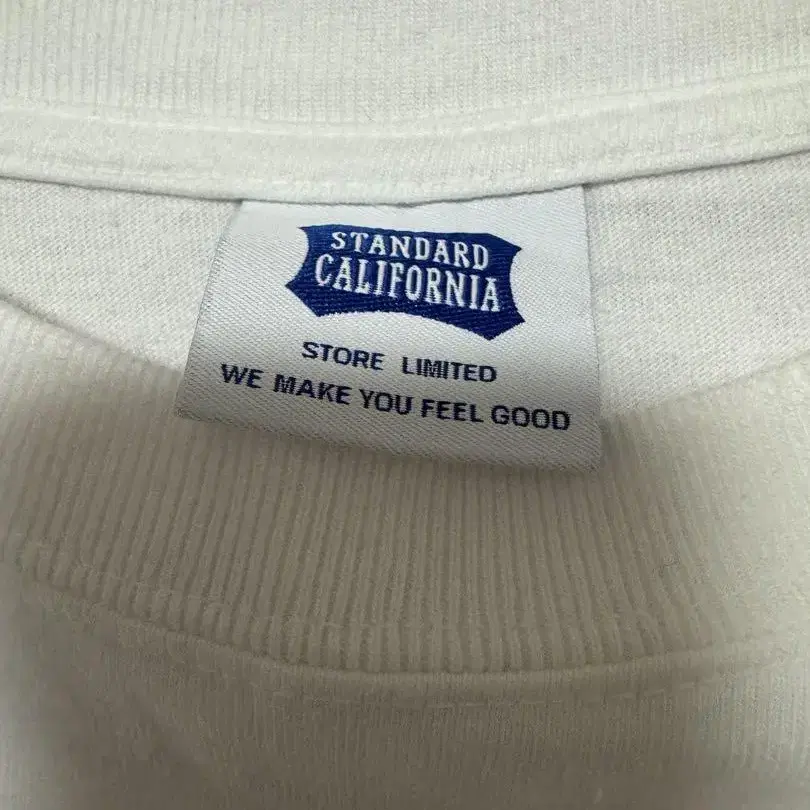 STANDARD
CALIFORNIA
STORE LIMITED
WE MAKE YOU FEEL GOOD